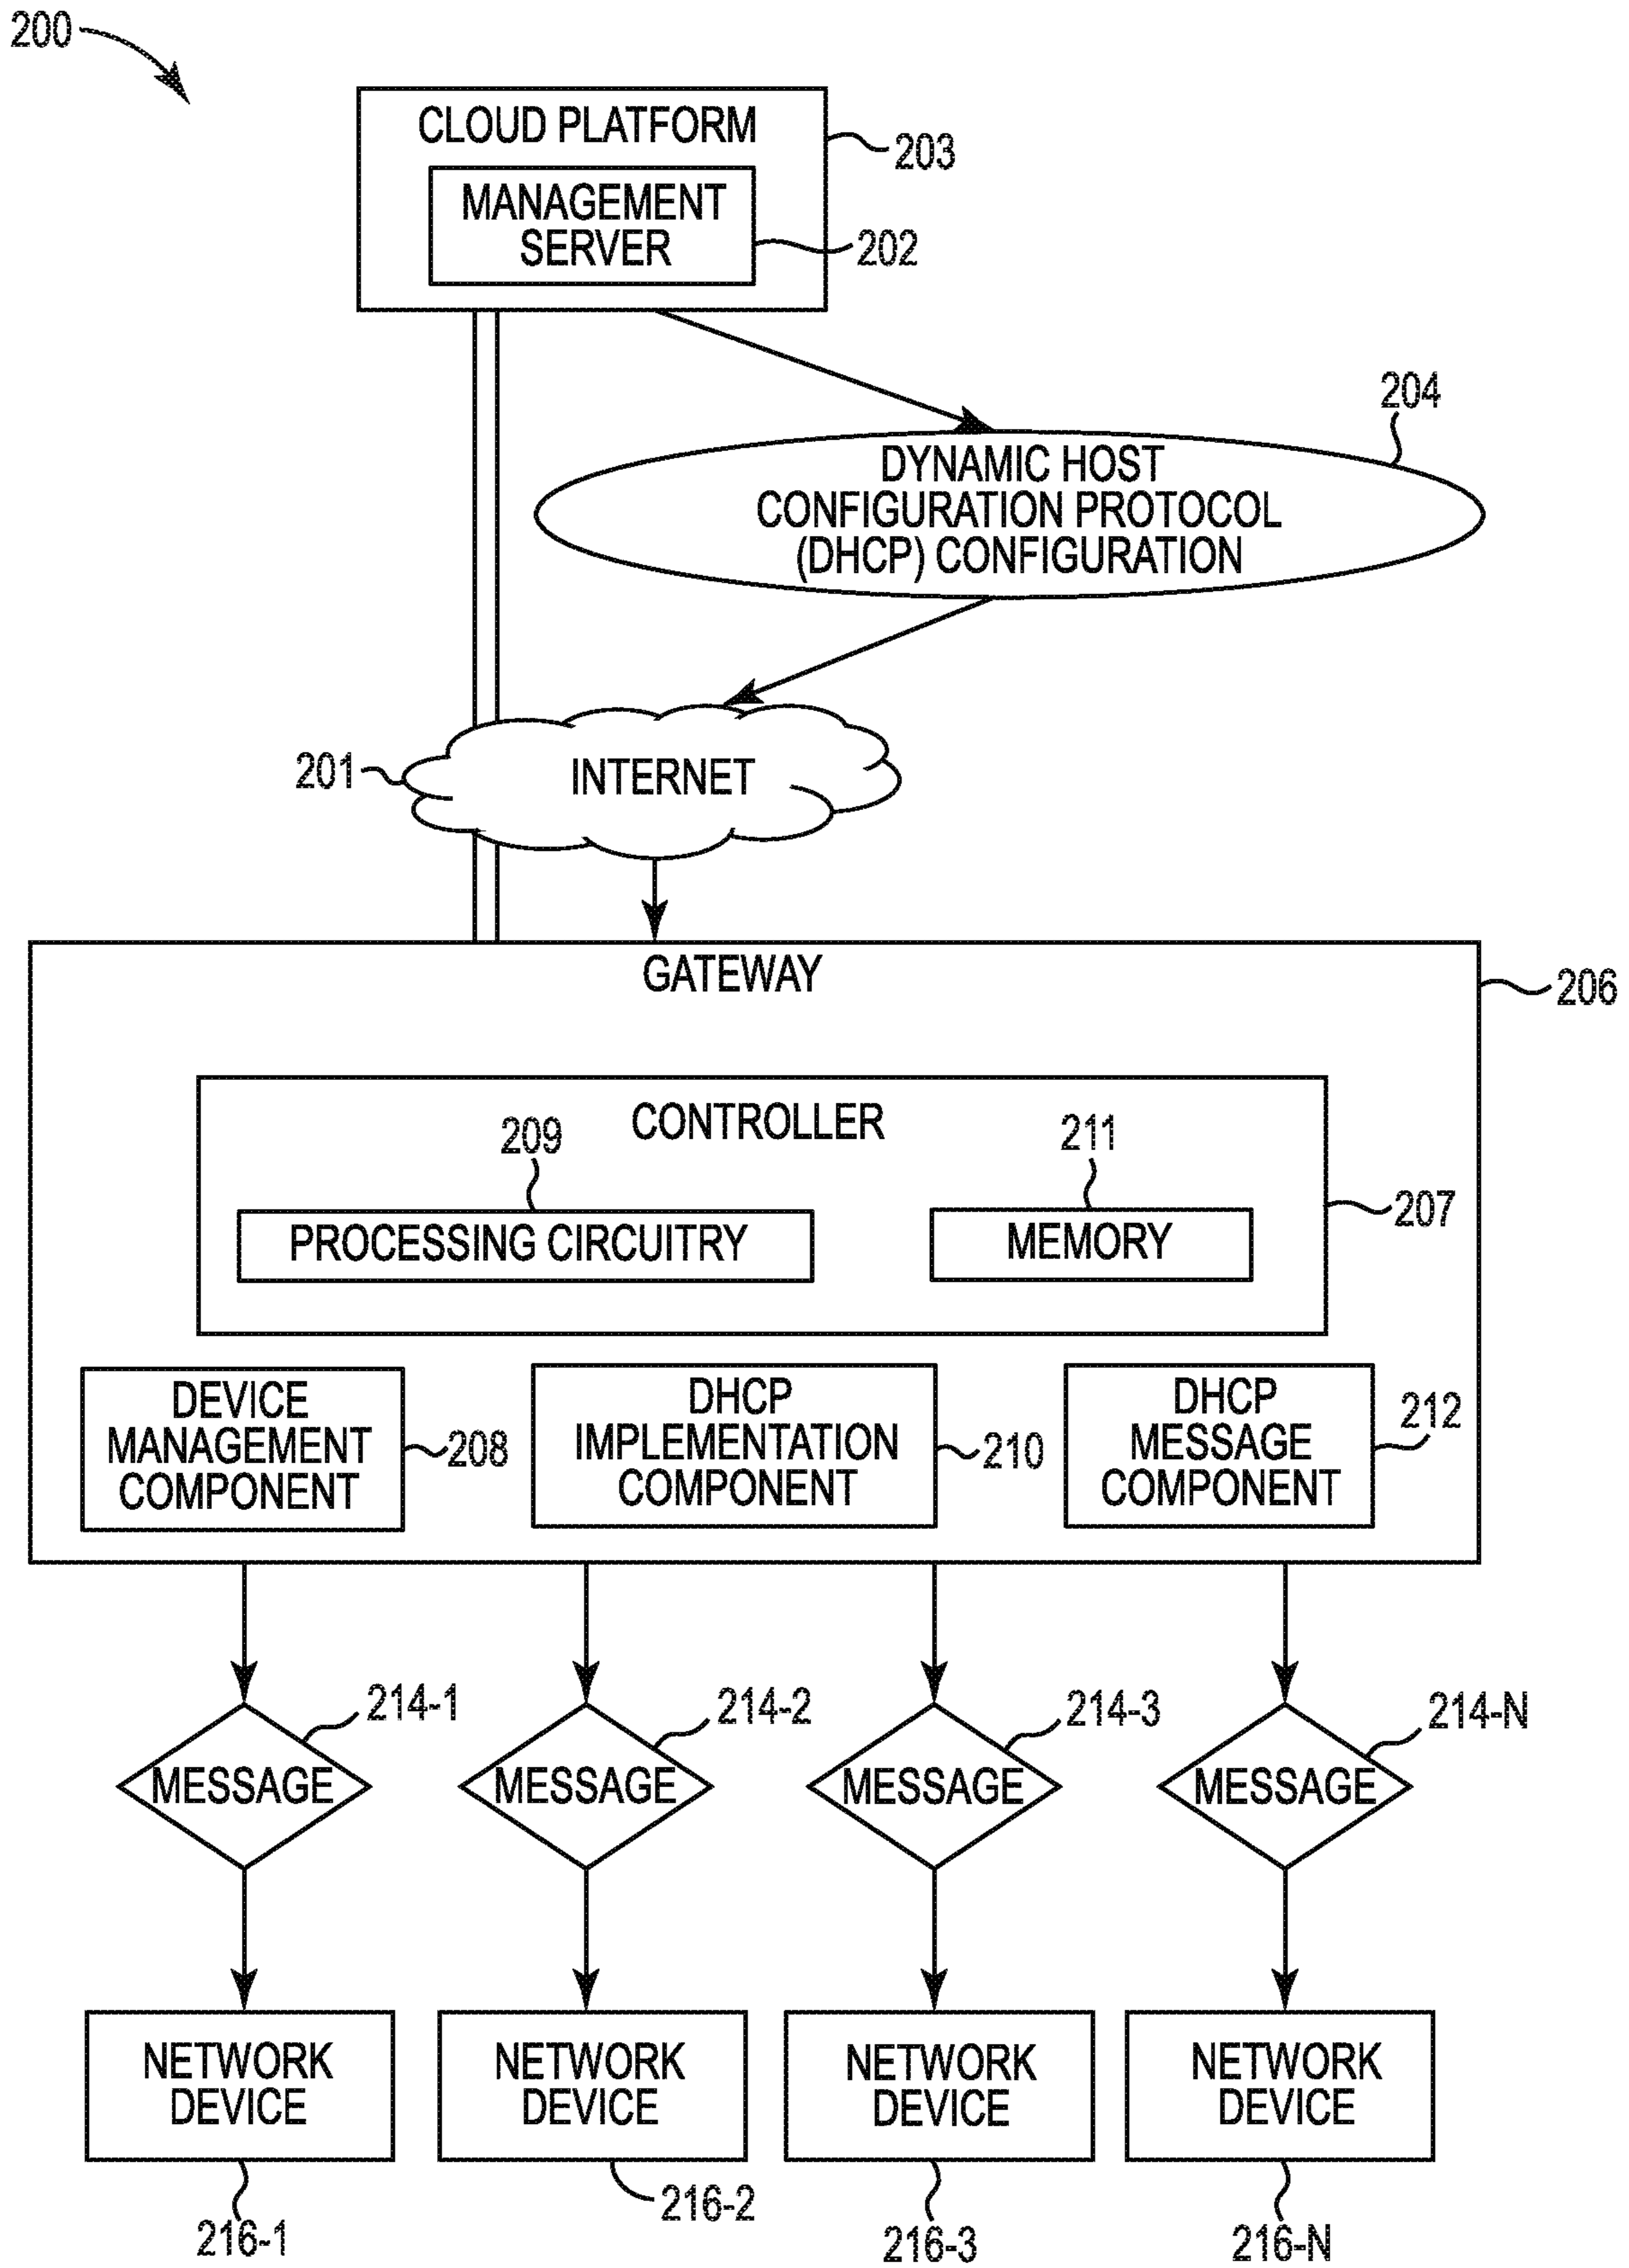 200
CLOUD PLATFORM
203
MANAGEMENT
SERVER
202
204
DYNAMIC HOST
CONFIGURATION PROTOCOL
(DHCP) CONFIGURATION
201
INTERNET
GATEWAY
206
CONTROLLER
209
211
207
PROCESSING CIRCUITRY
MEMORY
DEVICE
MANAGEMENT
COMPONENT
208
DHCP
IMPLEMENTATION
COMPONENT
210
DHCP
MESSAGE
COMPONENT
212
214-1
214-2
214-3
214-N
MESSAGE
MESSAGE
MESSAGE
MESSAGE
NETWORK
DEVICE
NETWORK
DEVICE
NETWORK
DEVICE
NETWORK
DEVICE
216-1
216-2
216-3
216-N